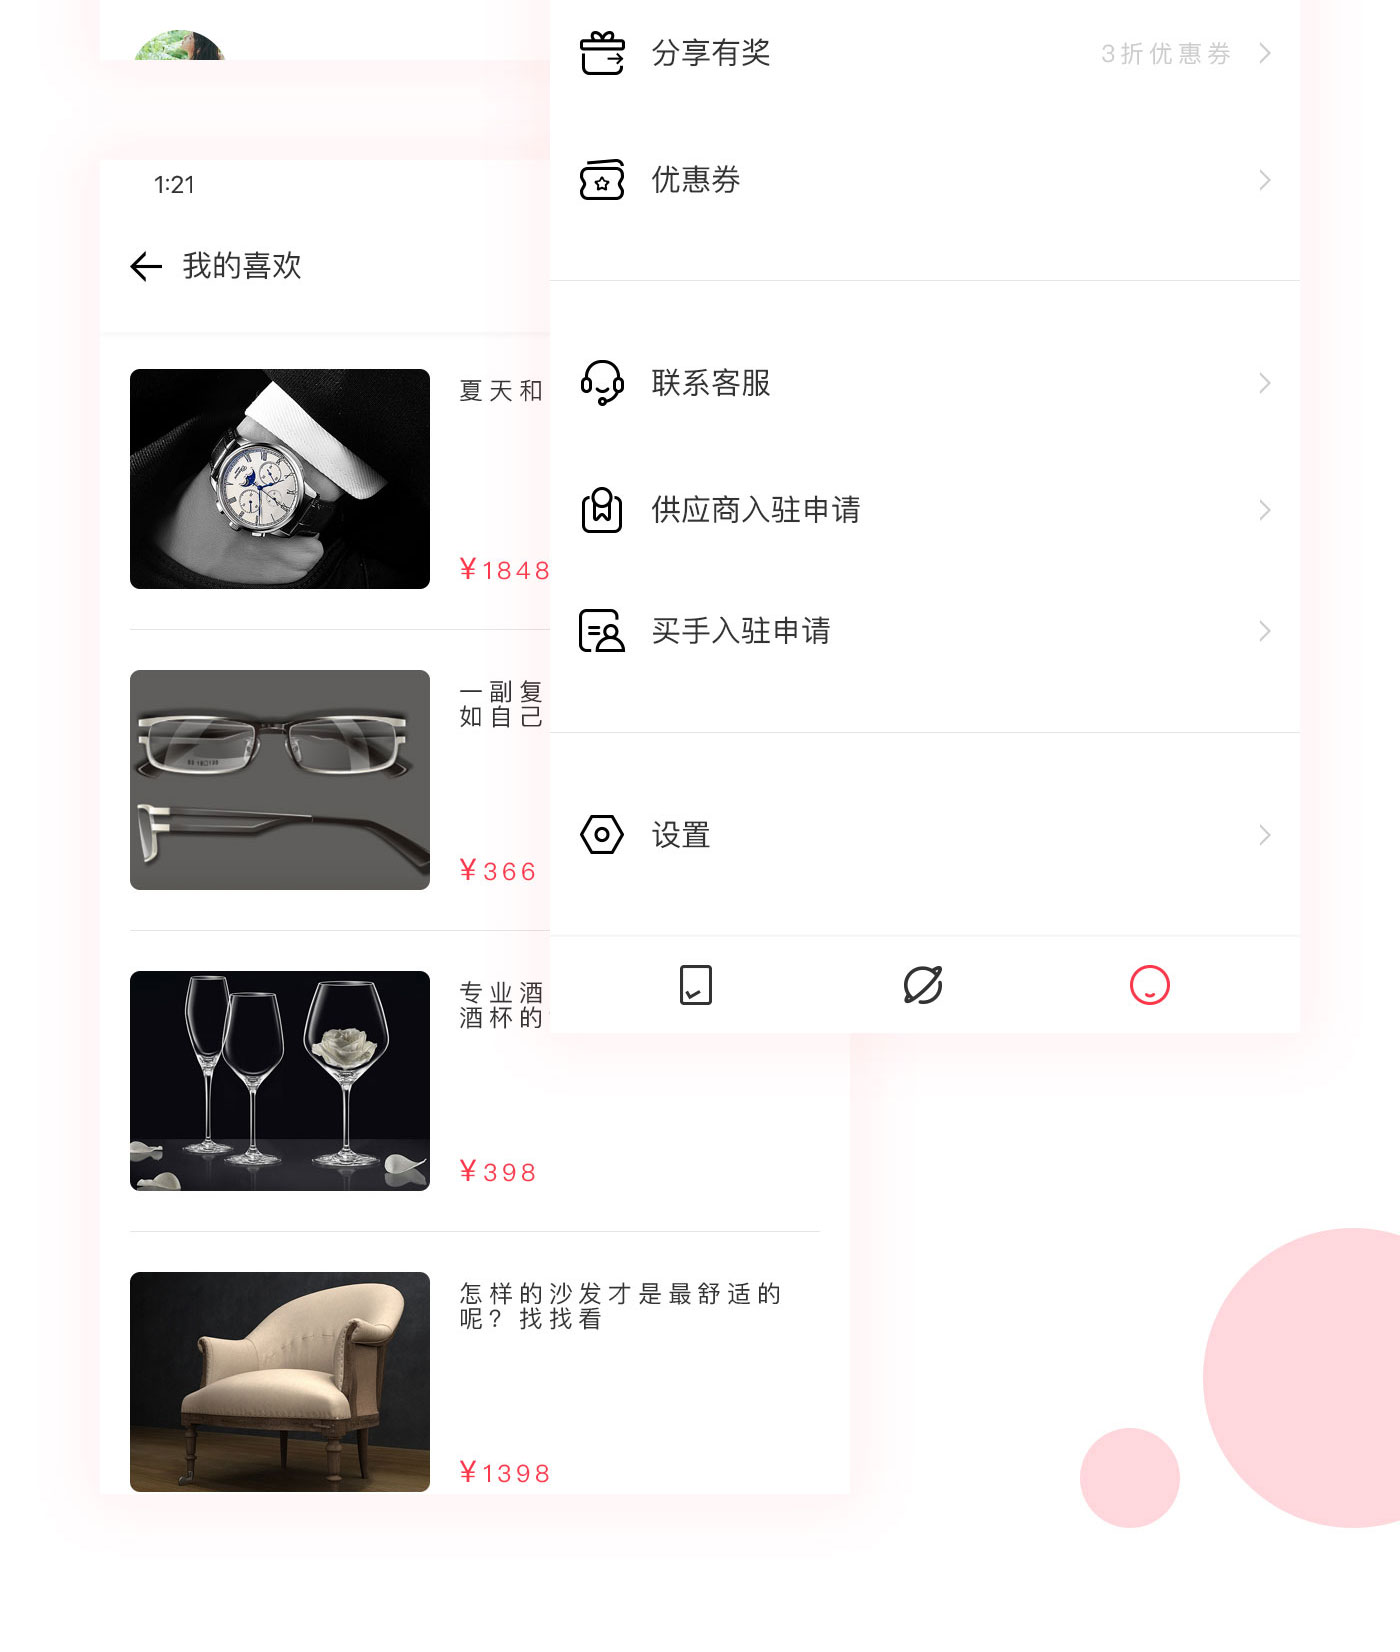 分享有奖
3折优惠券
优惠券
联系客服
供应商入驻申请
买手入驻申请
设置
1:21
我的喜欢
夏天和
¥1848
一副复
如自己
¥366
专业酒
酒杯的
¥398
怎样的沙发才是最舒适的
呢？找找看
¥1398